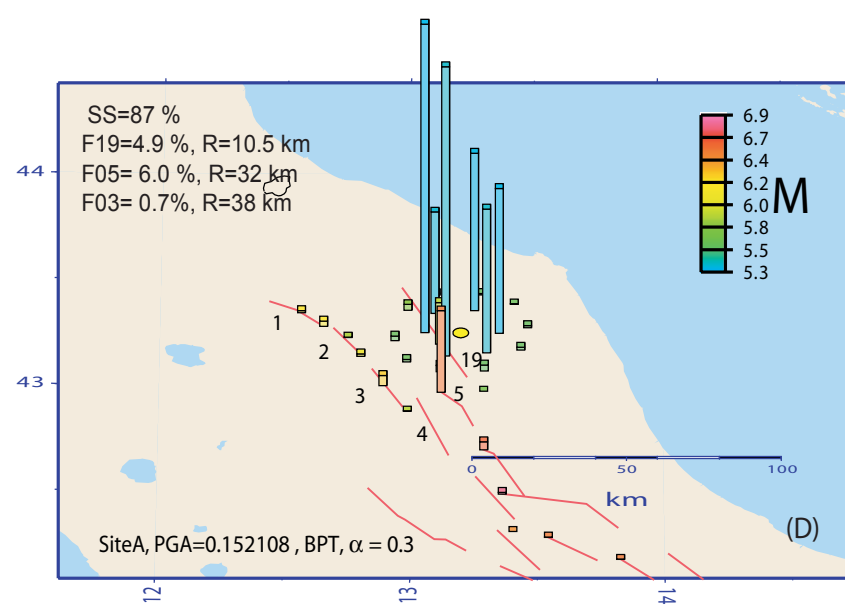 SS=87 %
F19=4.9 %, R=10.5 km
F05= 6.0 %, R=32 km
F03= 0.7%, R=38 km
6.9
6.7
6.4
6.2
6.0
5.8
5.5
5.3
M
44
43
1
2
3
4
5
19
0 50 100
km
(D)
SiteA, PGA=0.152108 , BPT, α = 0.3
12
13
14